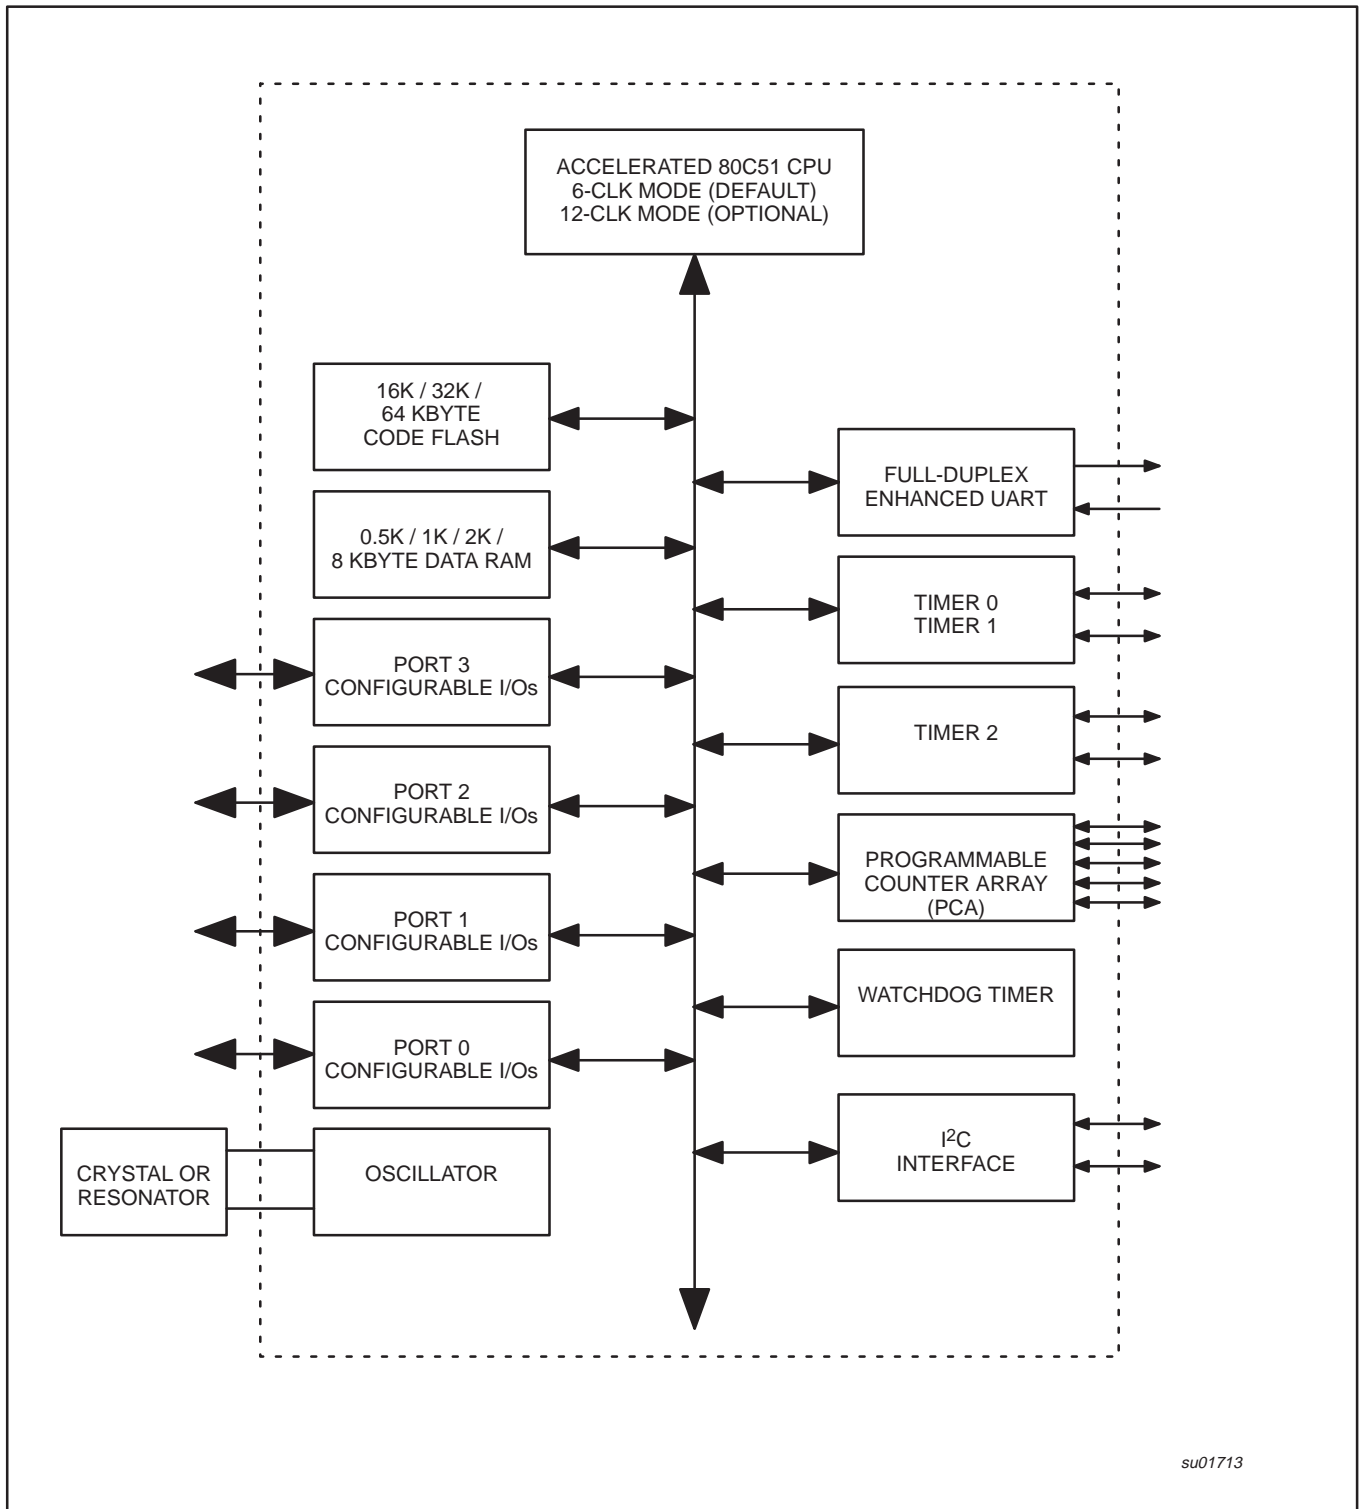 ACCELERATED 80C51 CPU
6-CLK MODE (DEFAULT)
12-CLK MODE (OPTIONAL)
16K / 32K /
64 KBYTE
CODE FLASH
0.5K / 1K / 2K /
8 KBYTE DATA RAM
PORT 3
CONFIGURABLE I/Os
PORT 2
CONFIGURABLE I/Os
PORT 1
CONFIGURABLE I/Os
PORT 0
CONFIGURABLE I/Os
CRYSTAL OR
RESONATOR
OSCILLATOR
FULL-DUPLEX
ENHANCED UART
TIMER 0
TIMER 1
TIMER 2
PROGRAMMABLE
COUNTER ARRAY
(PCA)
WATCHDOG TIMER
I²C
INTERFACE
su01713